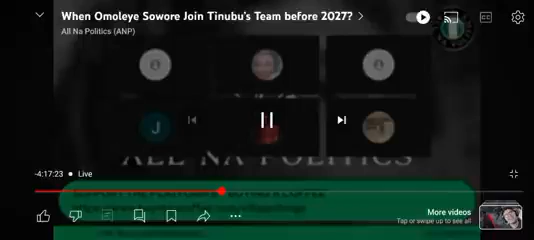 When Omoleye Sowore Join Tinubu's Team before 2027?
All Na Politics (ANP)
CC
J
ALL NA POLITICS
-4:17:23 • Live
More videos
Tap or swipe up to see all